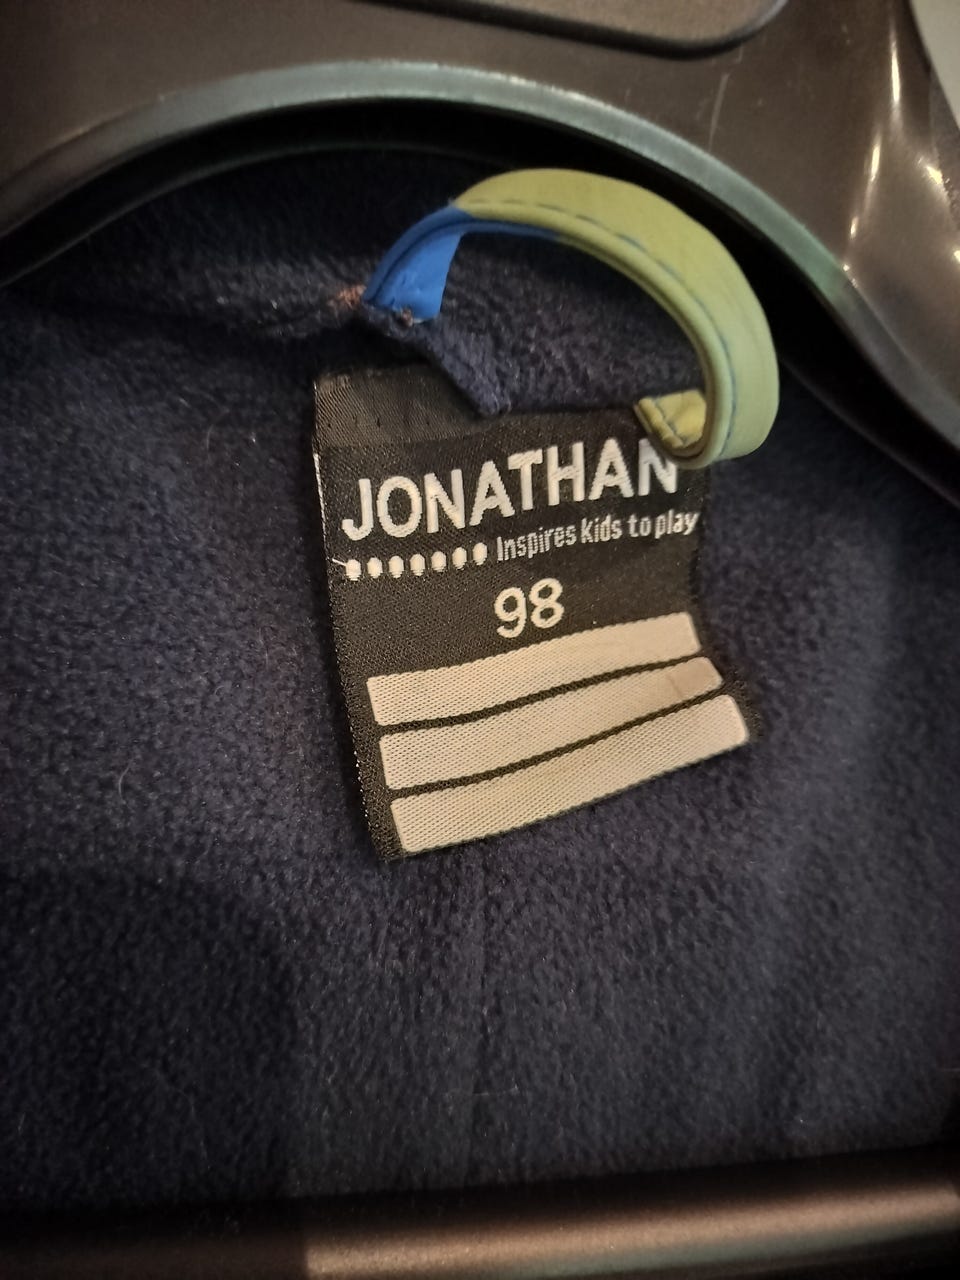 JONATHAN
Inspires kids to play
98